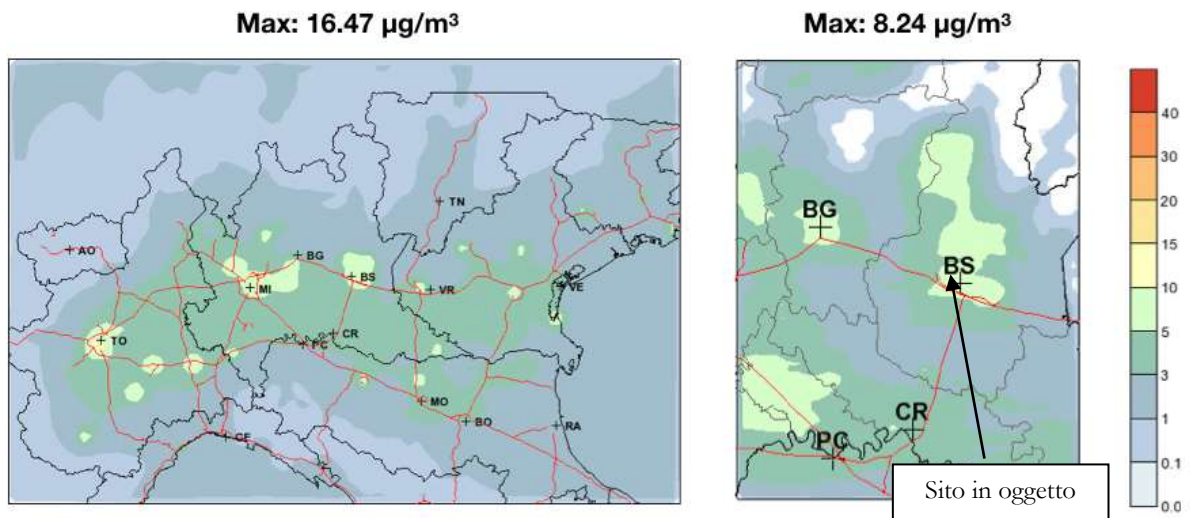 Max: 16.47 µg/m³
Max: 8.24 µg/m³
TN
AO
BG
BS
MI
VR
VE
TO
CR
PC
MO
BO
RA
GE
BG
BS
CR
PC
Sito in oggetto
40
30
20
15
10
5
3
1
0.1
0.0